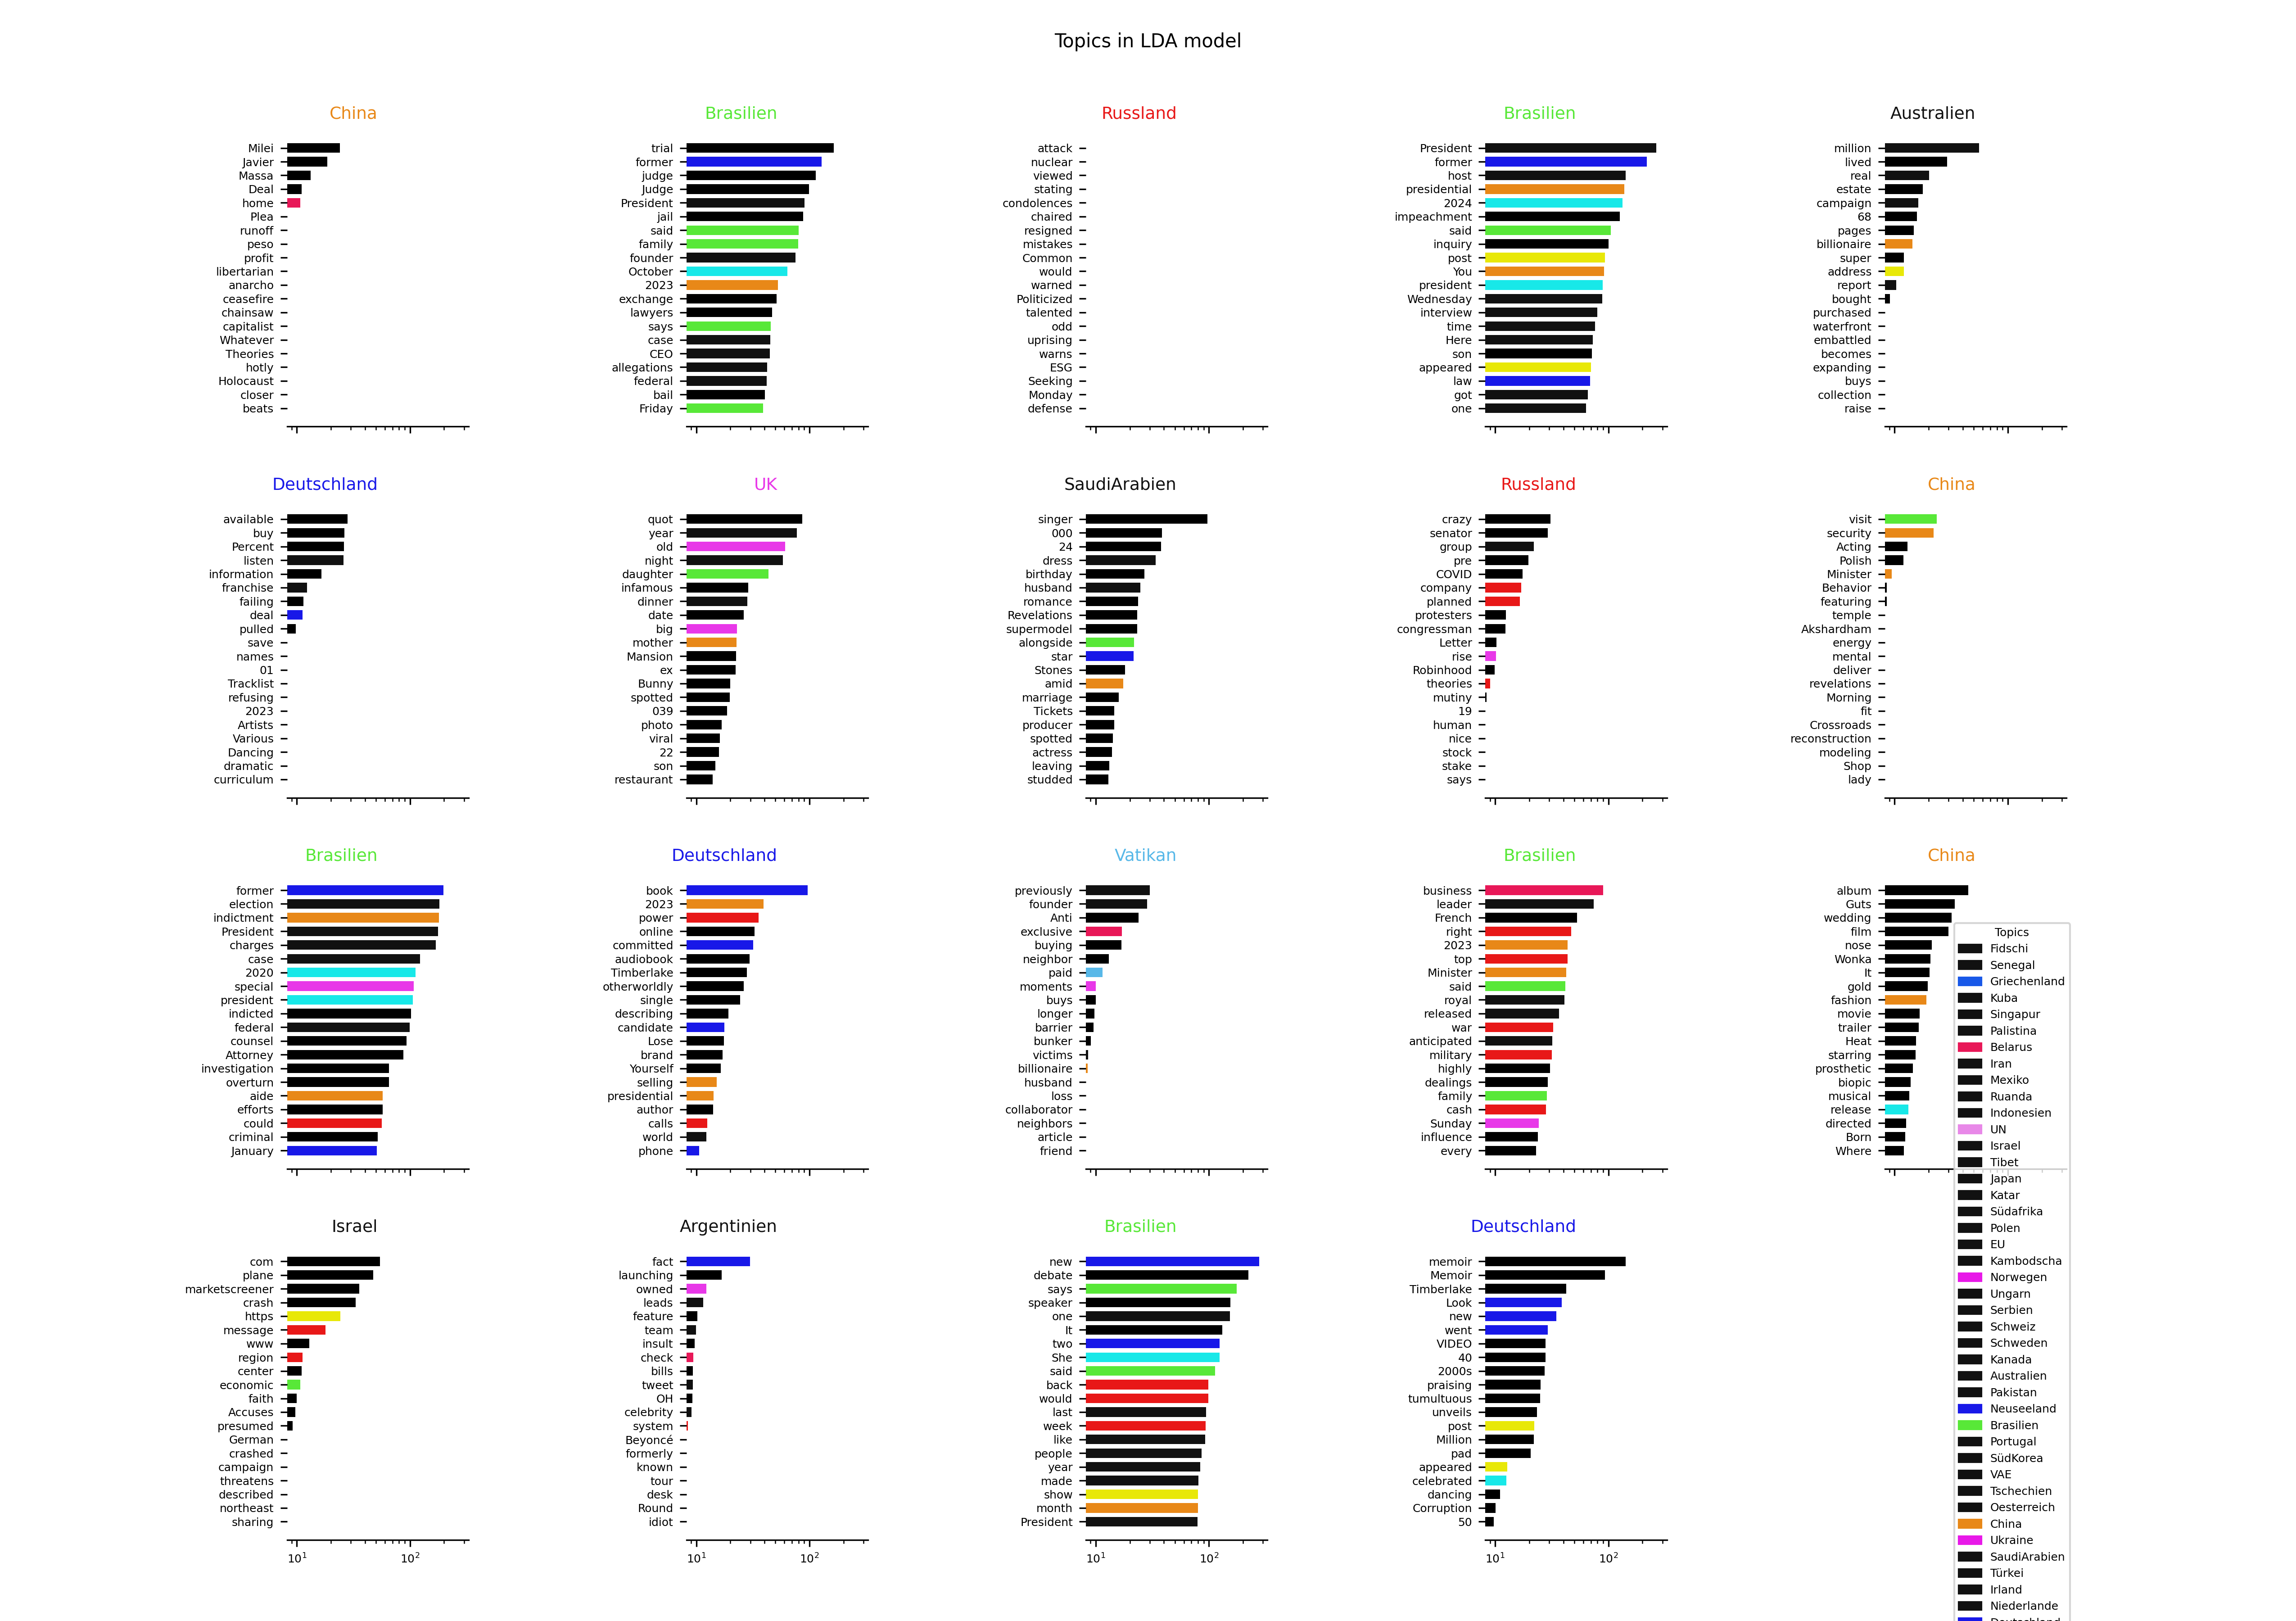 Topics in LDA model
China
Milei
Javier
Massa
Deal
home
Plea
runoff
peso
profit
libertarian
anarcho
ceasefire
chainsaw
capitalist
Whatever
Theories
hotly
Holocaust
closer
beats
Brasilien
trial
former
judge
Judge
President
jail
said
family
founder
October
2023
exchange
lawyers
says
case
CEO
allegations
federal
bail
Friday
Russland
attack
nuclear
viewed
stating
condolences
chaired
resigned
mistakes
Common
would
warned
Politicized
talented
odd
uprising
warns
ESG
Seeking
Monday
defense
Brasilien
President
former
host
presidential
2024
impeachment
said
inquiry
post
You
president
Wednesday
interview
time
Here
son
appeared
law
got
one
Australien
million
lived
real
estate
campaign
68
pages
billionaire
super
address
report
bought
purchased
waterfront
embattled
becomes
expanding
buys
collection
raise
Deutschland
available
buy
Percent
listen
information
franchise
failing
deal
pulled
save
names
01
Tracklist
refusing
2023
Artists
Various
Dancing
dramatic
curriculum
UK
quot
year
old
night
daughter
infamous
dinner
date
big
mother
Mansion
ex
Bunny
spotted
039
photo
viral
22
son
restaurant
SaudiArabien
singer
000
24
dress
birthday
husband
romance
Revelations
supermodel
alongside
star
Stones
amid
marriage
Tickets
producer
spotted
actress
leaving
studded
Russland
crazy
senator
group
pre
COVID
company
planned
protesters
congressman
Letter
rise
Robinhood
theories
mutiny
19
human
nice
stock
stake
says
China
visit
security
Acting
Polish
Minister
Behavior
featuring
temple
Akshardham
energy
mental
deliver
revelations
Morning
fit
Crossroads
reconstruction
modeling
Shop
lady
Brasilien
former
election
indictment
President
charges
case
2020
special
president
indicted
federal
counsel
Attorney
investigation
overturn
aide
efforts
could
criminal
January
Deutschland
book
2023
power
online
committed
audiobook
Timberlake
otherworldly
single
describing
candidate
Lose
brand
Yourself
selling
presidential
author
calls
world
phone
Vatikan
previously
founder
Anti
exclusive
buying
neighbor
paid
moments
buys
longer
barrier
bunker
victims
billionaire
husband
loss
collaborator
neighbors
article
friend
Brasilien
business
leader
French
right
2023
top
Minister
said
royal
released
war
anticipated
military
highly
dealings
family
cash
Sunday
influence
every
China
album
Guts
wedding
film
nose
Wonka
It
gold
fashion
movie
trailer
Heat
starring
prosthetic
biopic
musical
release
directed
Born
Where
Israel
com
plane
marketscreener
crash
https
message
www
region
center
economic
faith
Accuses
presumed
German
crashed
campaign
threatens
described
northeast
sharing
10¹ 10²
Argentinien
fact
launching
owned
leads
feature
team
insult
check
bills
tweet
OH
celebrity
system
Beyoncé
formerly
known
tour
desk
Round
idiot
10¹ 10²
Brasilien
new
debate
says
speaker
one
It
two
She
said
back
would
last
week
like
people
year
made
show
month
President
10¹ 10²
Deutschland
memoir
Memoir
Timberlake
Look
new
went
VIDEO
40
2000s
praising
tumultuous
unveils
post
Million
pad
appeared
celebrated
dancing
Corruption
50
10¹ 10²
Topics
Fidschi
Senegal
Griechenland
Kuba
Singapur
Palistina
Belarus
Iran
Mexiko
Ruanda
Indonesien
UN
Israel
Tibet
Japan
Katar
Südafrika
Polen
EU
Kambodscha
Norwegen
Ungarn
Serbien
Schweiz
Schweden
Kanada
Australien
Pakistan
Neuseeland
Brasilien
Portugal
SüdKorea
VAE
Tschechien
Oesterreich
China
Ukraine
SaudiArabien
Türkei
Irland
Niederlande